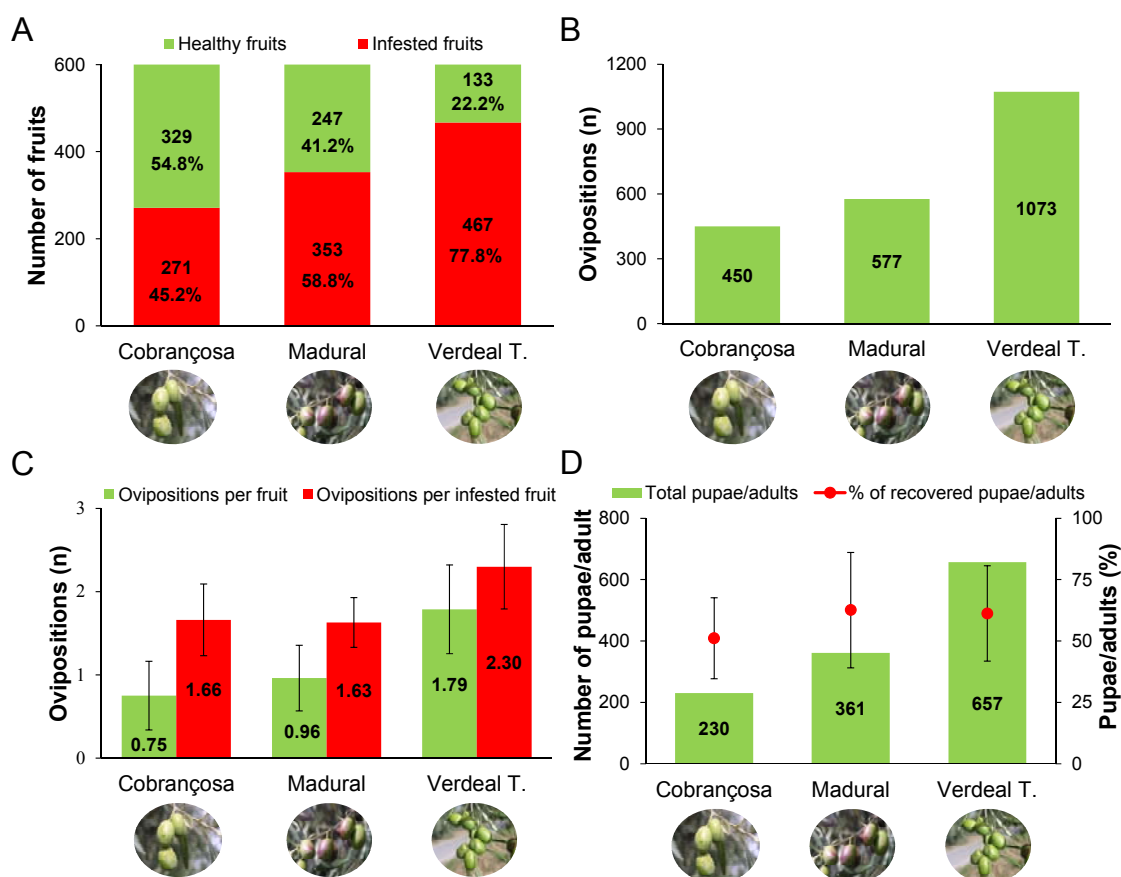 A
Healthy fruits
Infested fruits
Number of fruits
600
400
200
0
329
54.8%
271
45.2%
247
41.2%
353
58.8%
133
22.2%
467
77.8%
Cobrançosa
Madural
Verdeal T.
B
Ovipositions (n)
1200
900
600
300
0
450
577
1073
Cobrançosa
Madural
Verdeal T.
C
Ovipositions per fruit
Ovipositions per infested fruit
Ovipositions (n)
3
2
1
0
0.75
1.66
0.96
1.63
1.79
2.30
Cobrançosa
Madural
Verdeal T.
D
Total pupae/adults
% of recovered pupae/adults
Number of pupae/adult
800
600
400
200
0
230
361
657
100
75
50
25
0
Pupae/adults (%)
Cobrançosa
Madural
Verdeal T.